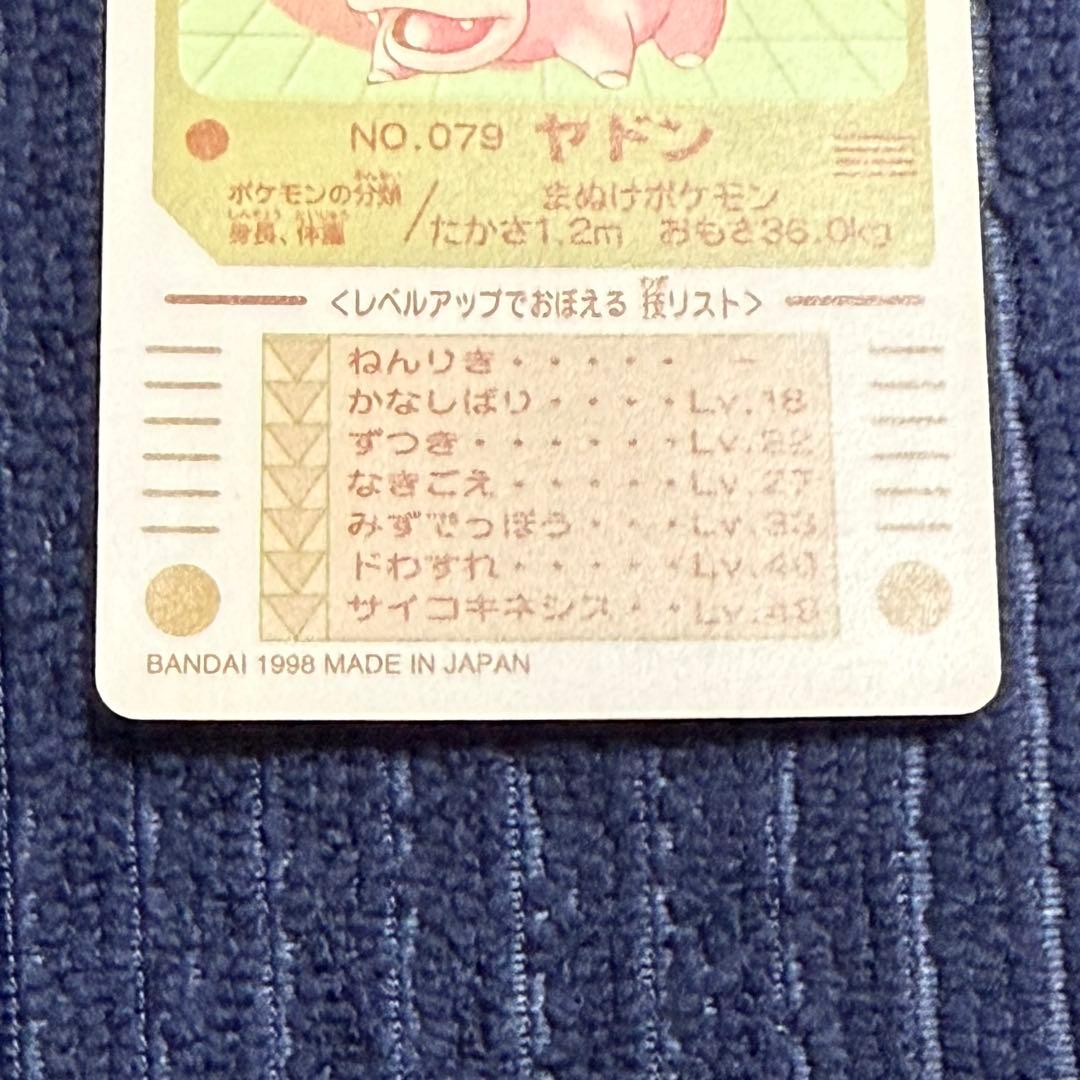 NO.079 ヤドン
ポケモンの分類 / まぬけポケモン
身長、体重 / たかさ1.2m おもさ36.0kg
<レベルアップでおぼえる 技リスト>
ねんりき・・・・・ −
かなしばり・・・・Lv.18
ずつき・・・・・・Lv.22
なきごえ・・・・・Lv.27
みずでっぽう・・・Lv.33
ドわすれ・・・・・Lv.40
サイコキネシス・・Lv.48
BANDAI 1998 MADE IN JAPAN